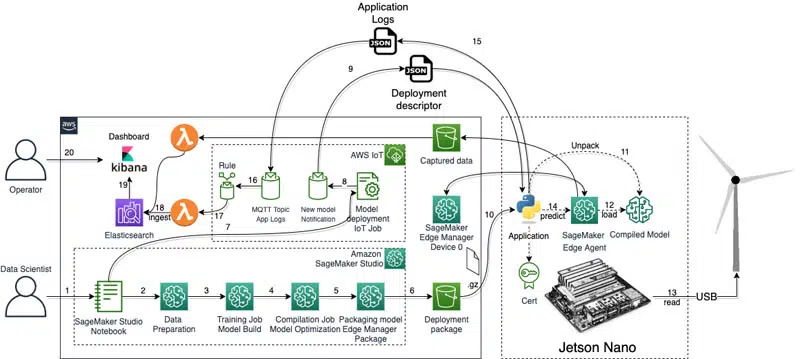 Application
Logs
JSON
15
9
JSON
Deployment
descriptor
aws
Dashboard
kibana
20
Operator
19
18
ingest
Elasticsearch
17
Rule
16
MQTT Topic
App Logs
New model
Notification
8
AWS IoT
Model
deployment
IoT Job
7
Captured data
SageMaker
Edge Manager
Device 0
10
.gz
Unpack
11
Application
14
predict
SageMaker
Edge Agent
12
load
Compiled Model
Cert
Data Scientist
1
SageMaker Studio
Notebook
2
Data
Preparation
3
Training Job
Model Build
4
Compilation Job
Model Optimization
5
Packaging model
Edge Manager
Package
Amazon
SageMaker Studio
6
Deployment
package
13
read
USB
Jetson Nano